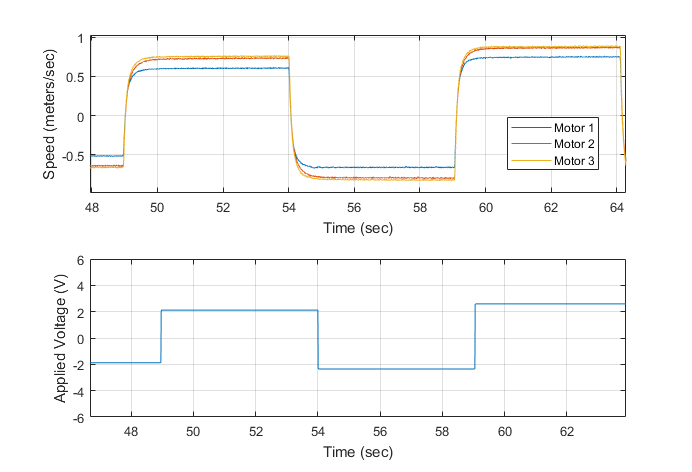 1
0.5
0
-0.5
Speed (meters/sec)
Motor 1
Motor 2
Motor 3
48 50 52 54 56 58 60 62 64
Time (sec)
6
4
2
0
-2
-4
-6
Applied Voltage (V)
48 50 52 54 56 58 60 62
Time (sec)